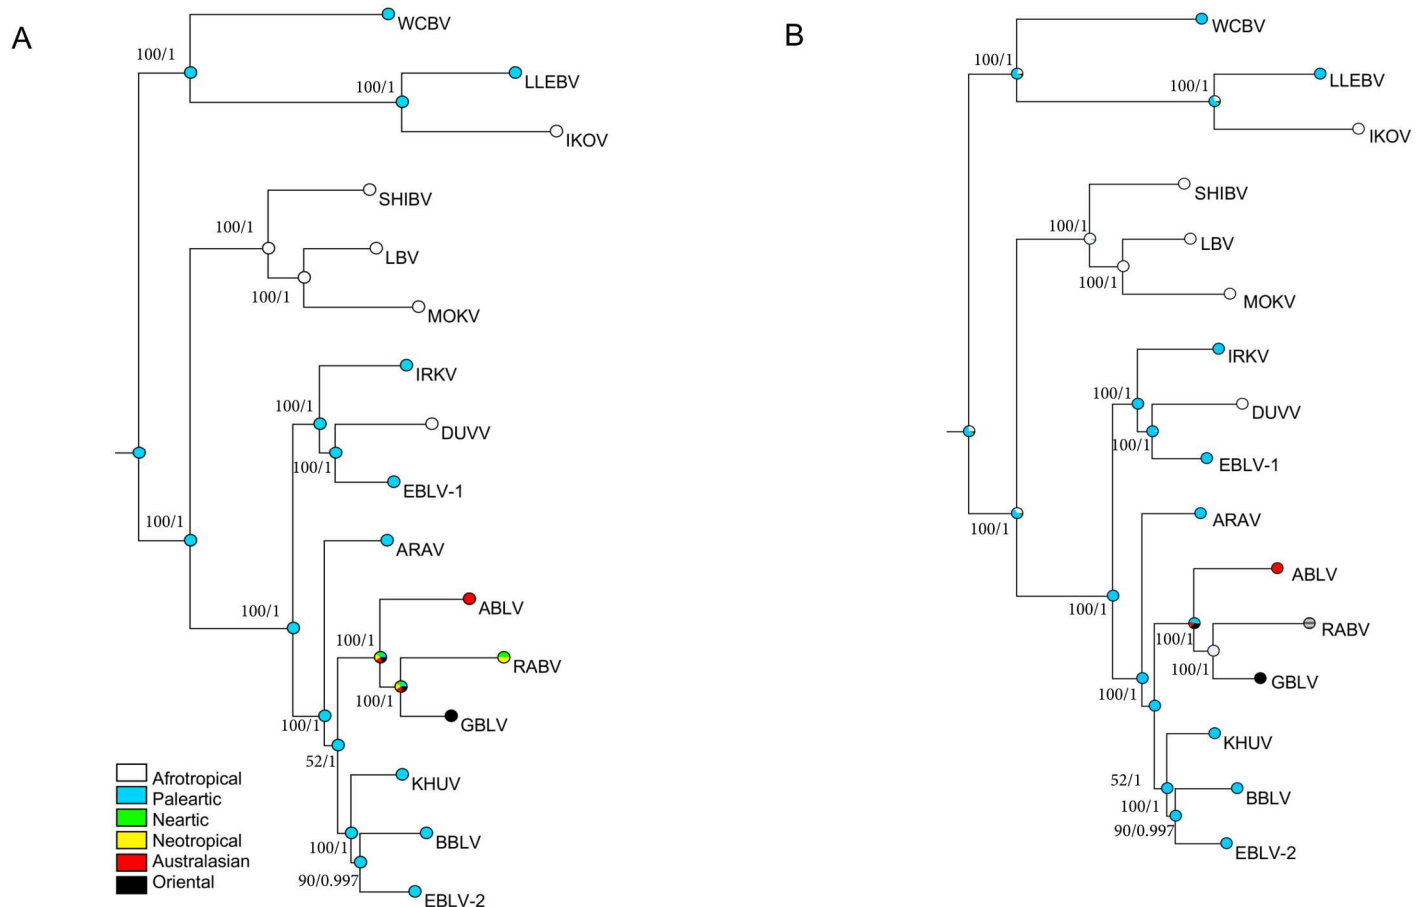 A
WCBV
100/1
100/1
LLEBV
IKOV
SHIBV
100/1
LBV
100/1
MOKV
IRKV
100/1
DUVV
100/1
EBLV-1
100/1
ARAV
ABLV
100/1
100/1
RABV
100/1
GBLV
100/1
52/1
KHUV
BBLV
100/1
90/0.997
EBLV-2
Afrotropical
Paleartic
Neartic
Neotropical
Australasian
Oriental
B
WCBV
100/1
LLEBV
100/1
IKOV
SHIBV
100/1
LBV
100/1
MOKV
IRKV
100/1
DUVV
100/1
EBLV-1
ARAV
100/1
ABLV
100/1
RABV
100/1
100/1
GBLV
100/1
KHUV
52/1
BBLV
100/1
90/0.997
EBLV-2